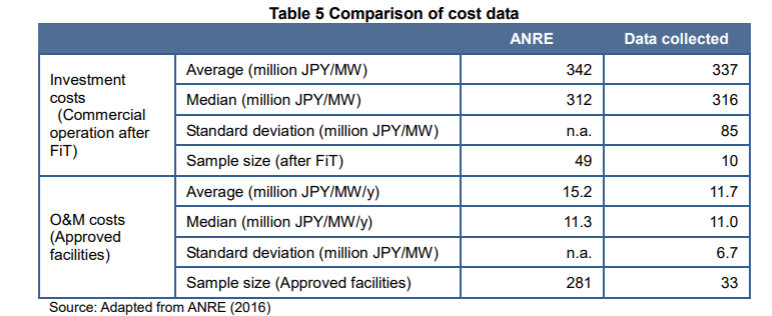 Table 5 Comparison of cost data
ANRE Data collected
Investment costs (Commercial operation after FiT)
Average (million JPY/MW) 342 337
Median (million JPY/MW) 312 316
Standard deviation (million JPY/MW) n.a. 85
Sample size (after FiT) 49 10
O&M costs (Approved facilities)
Average (million JPY/MW/y) 15.2 11.7
Median (million JPY/MW/y) 11.3 11.0
Standard deviation (million JPY/MW) n.a. 6.7
Sample size (Approved facilities) 281 33
Source: Adapted from ANRE (2016)